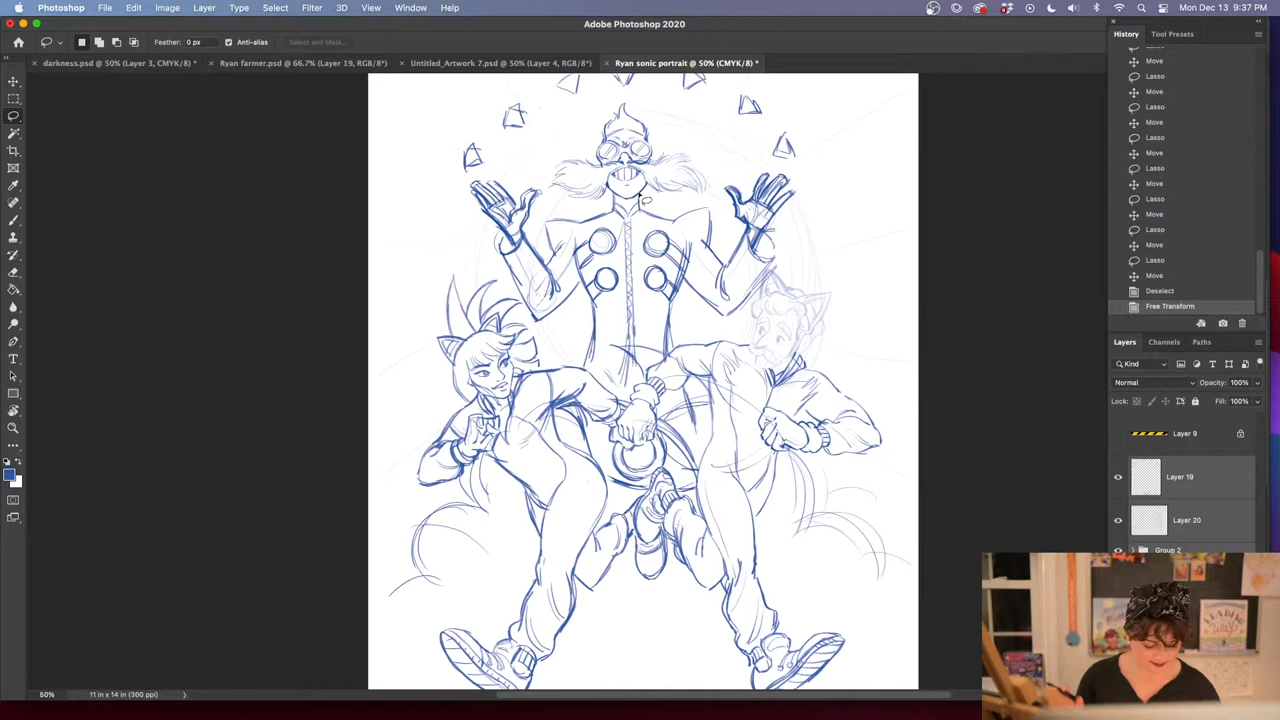 Photoshop File Edit Image Layer Type Select Filter 3D View Window Help Mon Dec 13 9:37 PM
Adobe Photoshop 2020
Feather: 0 px Anti-alias Select and Mask...
darkness.psd @ 50% (Layer 3, CMYK/8) * Ryan farmer.psd @ 66.7% (Layer 19, RGB/8*) Untitled_Artwork 7.psd @ 50% (Layer 4, RGB/8*) Ryan sonic portrait @ 50% (CMYK/8) *
History Tool Presets
Lasso
Move
Lasso
Move
Lasso
Move
Lasso
Move
Lasso
Move
Lasso
Move
Lasso
Move
Lasso
Move
Deselect
Free Transform
Layers Channels Paths
Kind
Normal Opacity: 100%
Lock: Fill: 100%
Layer 9
Layer 19
Layer 20
Group 2
LEADING
50% 11 in x 14 in (300 ppi)